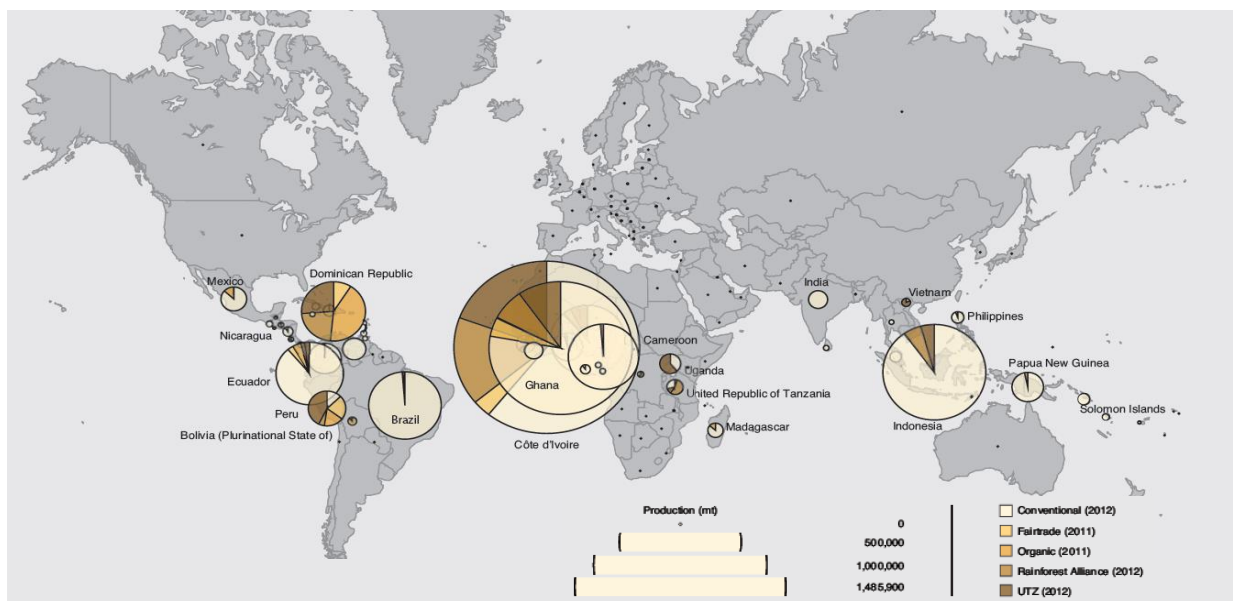 Mexico
Dominican Republic
Nicaragua
Ecuador
Peru
Bolivia (Plurinational State of)
Brazil
Ghana
Côte d'Ivoire
Cameroon
Uganda
United Republic of Tanzania
Madagascar
India
Vietnam
Philippines
Papua New Guinea
Solomon Islands
Indonesia
Production (mt)
0
500,000
1,000,000
1,485,900
Conventional (2012)
Fairtrade (2011)
Organic (2011)
Rainforest Alliance (2012)
UTZ (2012)